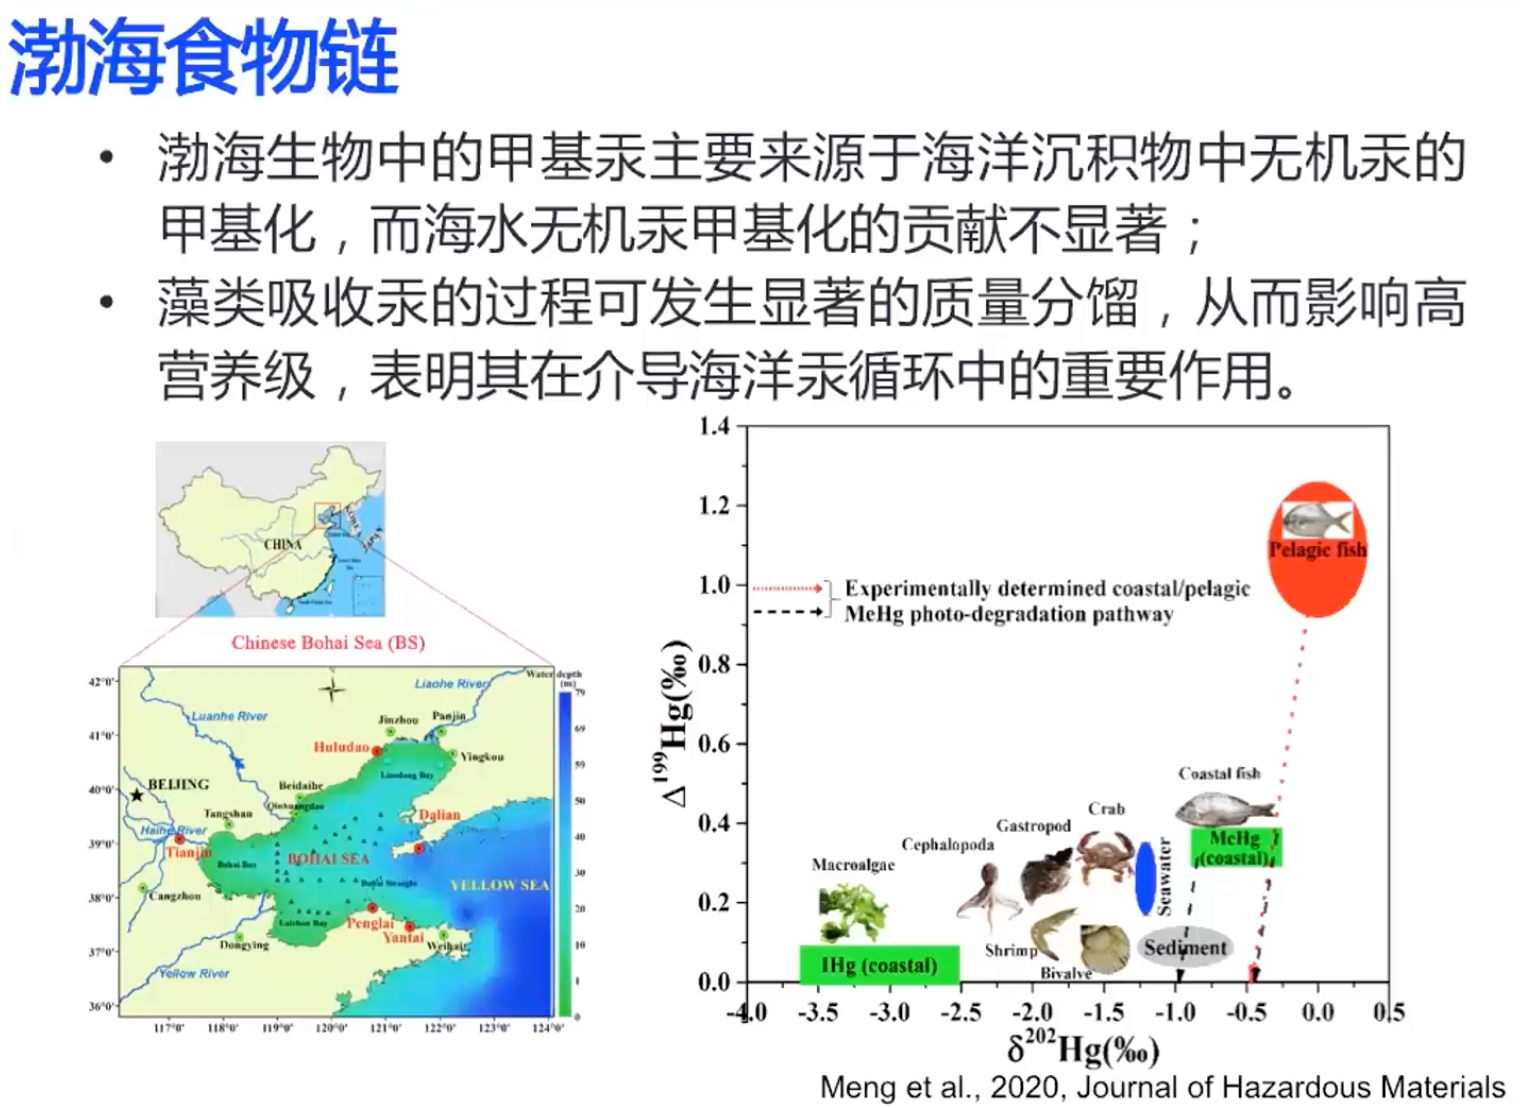 渤海食物链
• 渤海生物中的甲基汞主要来源于海洋沉积物中无机汞的
甲基化，而海水无机汞甲基化的贡献不显著；
• 藻类吸收汞的过程可发生显著的质量分馏，从而影响高
营养级，表明其在介导海洋汞循环中的重要作用。
CHINA
KOREA
JAPAN
Chinese Bohai Sea (BS)
Water depth
(m)
42°0'
41°0'
40°0'
39°0'
38°0'
37°0'
36°0'
117°0'
118°0'
119°0'
120°0'
121°0'
122°0'
123°0'
124°0'
79
69
59
50
40
30
20
10
1
0
Liaohe River
Luanhe River
Jinzhou
Panjin
Huludao
Yingkou
Liaodong Bay
BEIJING
Beidaihe
Qinhuangdao
Tangshan
Dalian
Haihe River
Tianjin
BOHAI SEA
Bohai Bay
Bohai Straight
YELLOW SEA
Cangzhou
Penglai
Laizhou Bay
Yantai
Weihai
Dongying
Yellow River
1.4
1.2
1.0
0.8
0.6
0.4
0.2
0.0
Δ¹⁹⁹Hg(‰)
Pelagic fish
Experimentally determined coastal/pelagic
MeHg photo-degradation pathway
Coastal fish
Crab
Gastropod
Cephalopoda
Macroalgae
MeHg
(coastal)
Seawater
Shrimp
Sediment
Bivalve
IHg (coastal)
-4.0
-3.5
-3.0
-2.5
-2.0
-1.5
-1.0
-0.5
0.0
0.5
δ²⁰²Hg(‰)
Meng et al., 2020, Journal of Hazardous Materials